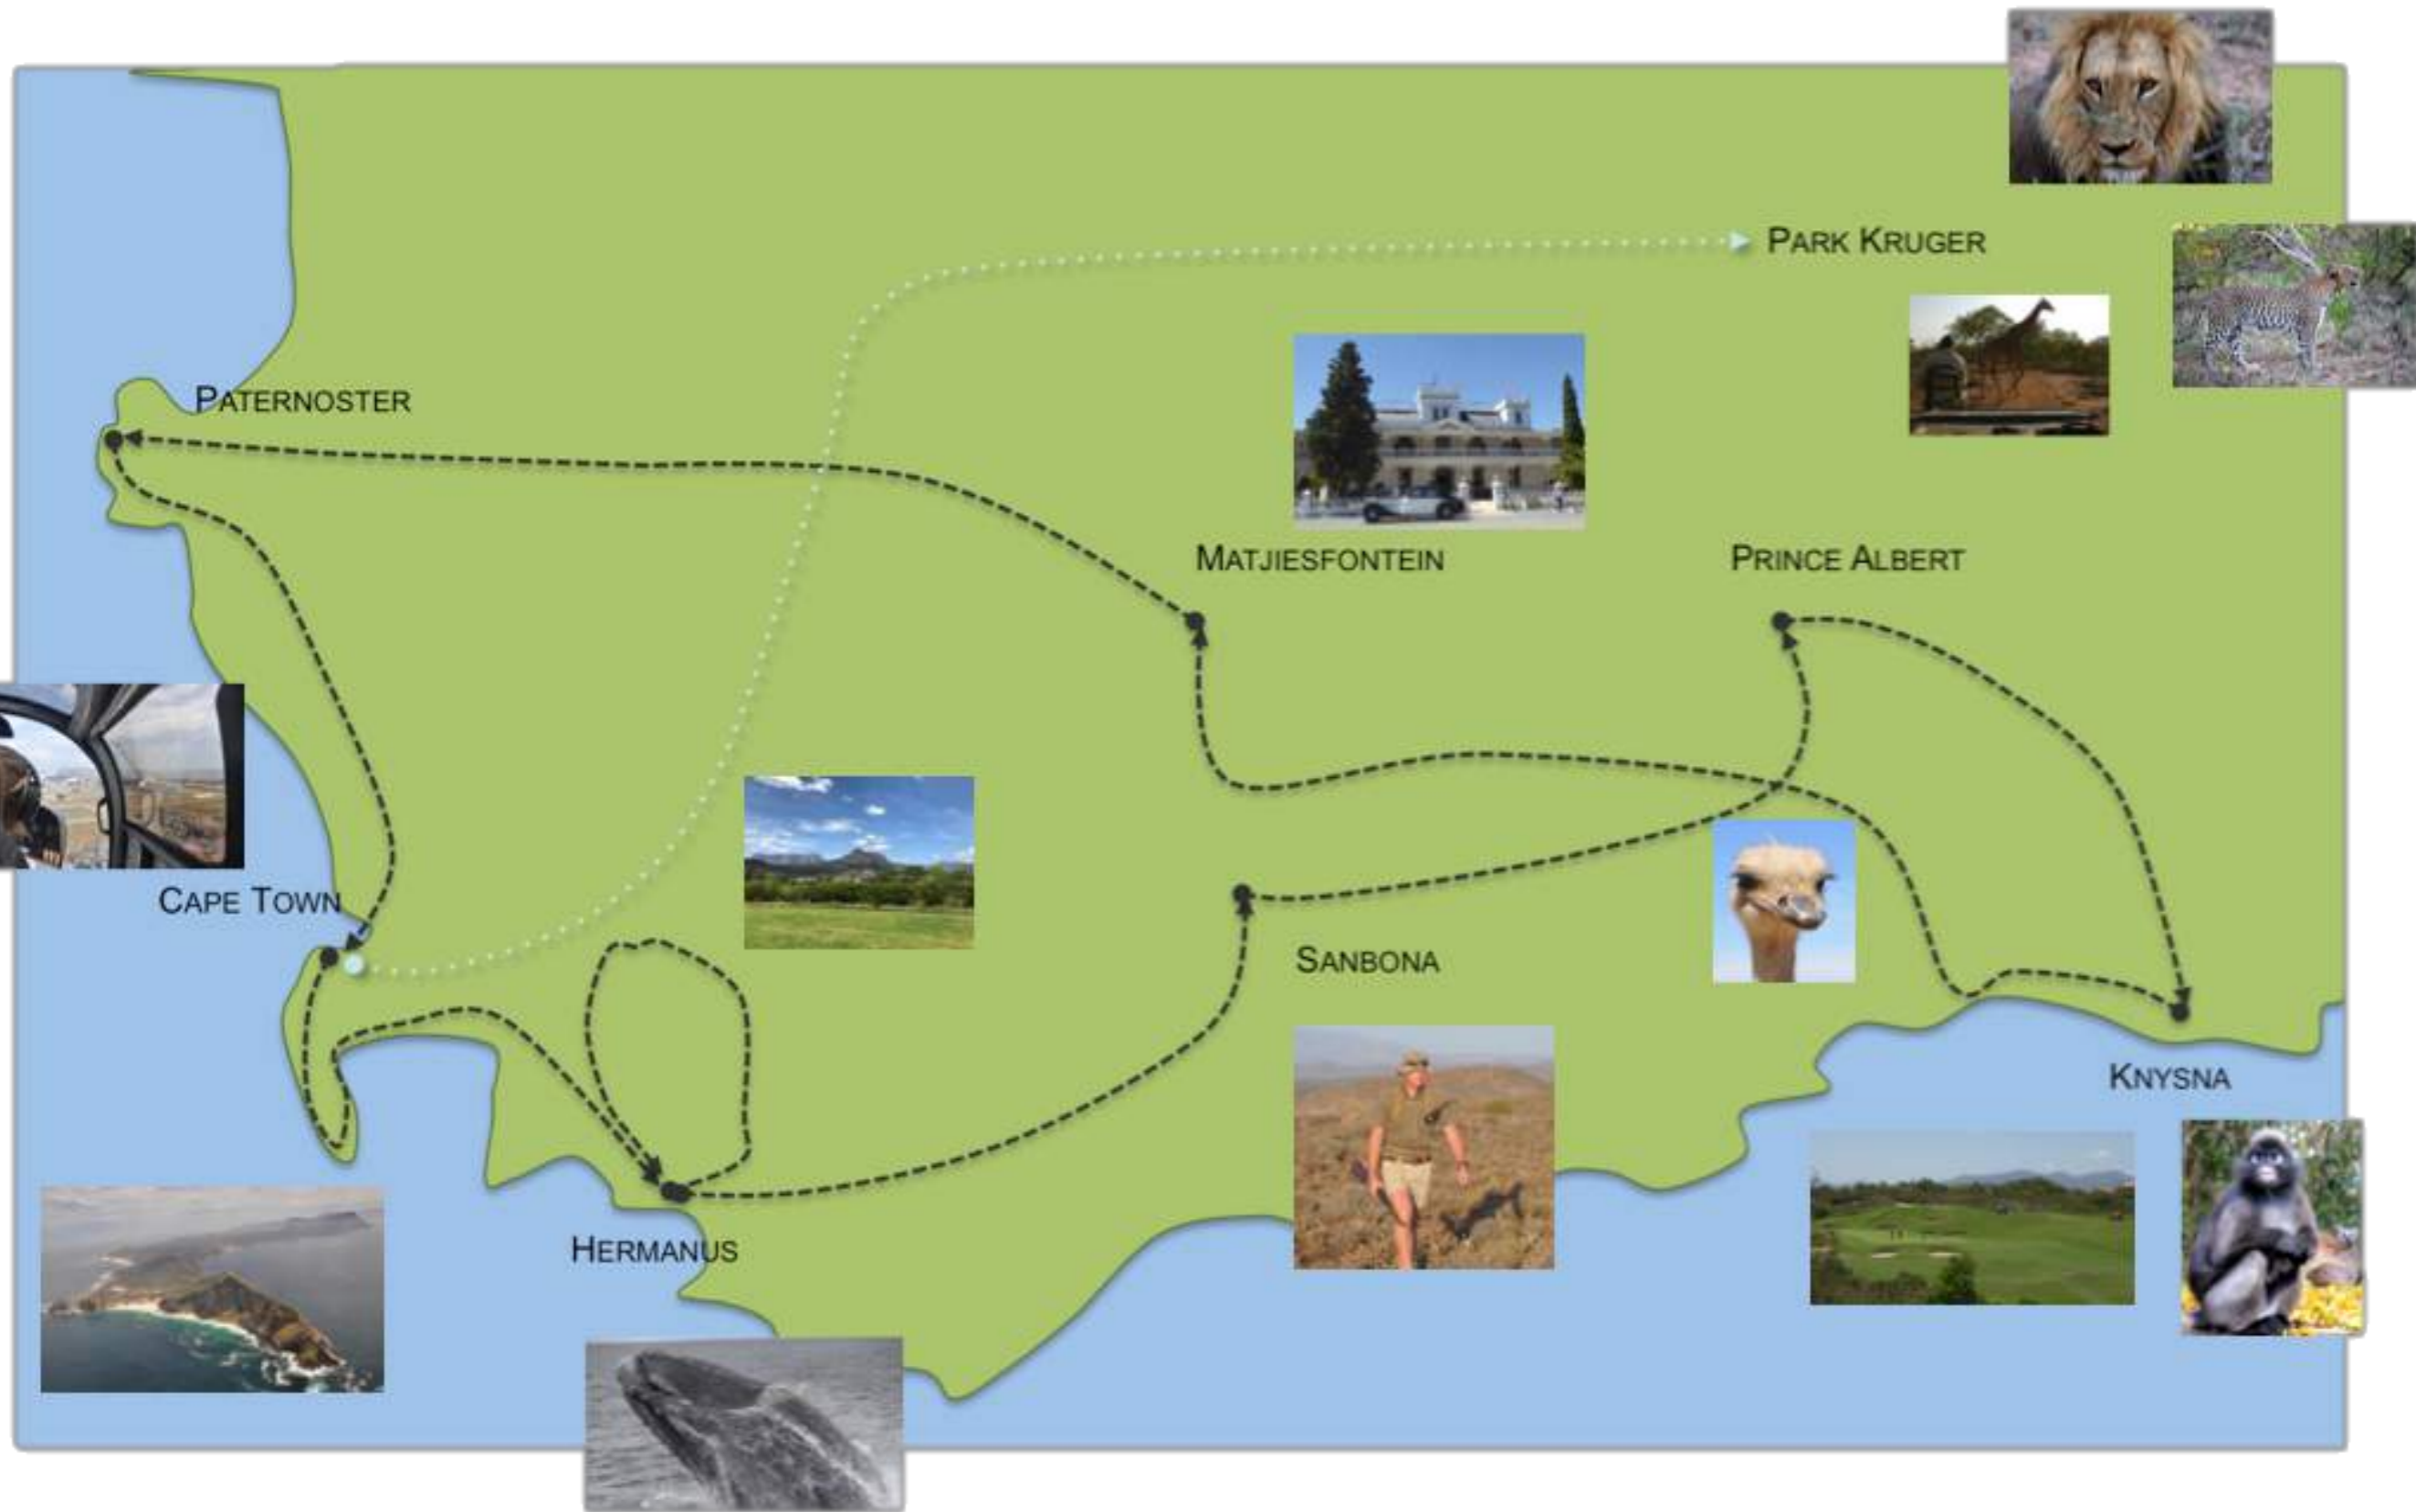 PARK KRUGER
PATERNOSTER
MATJIESFONTEIN
PRINCE ALBERT
CAPE TOWN
SANBONA
KNYSNA
HERMANUS